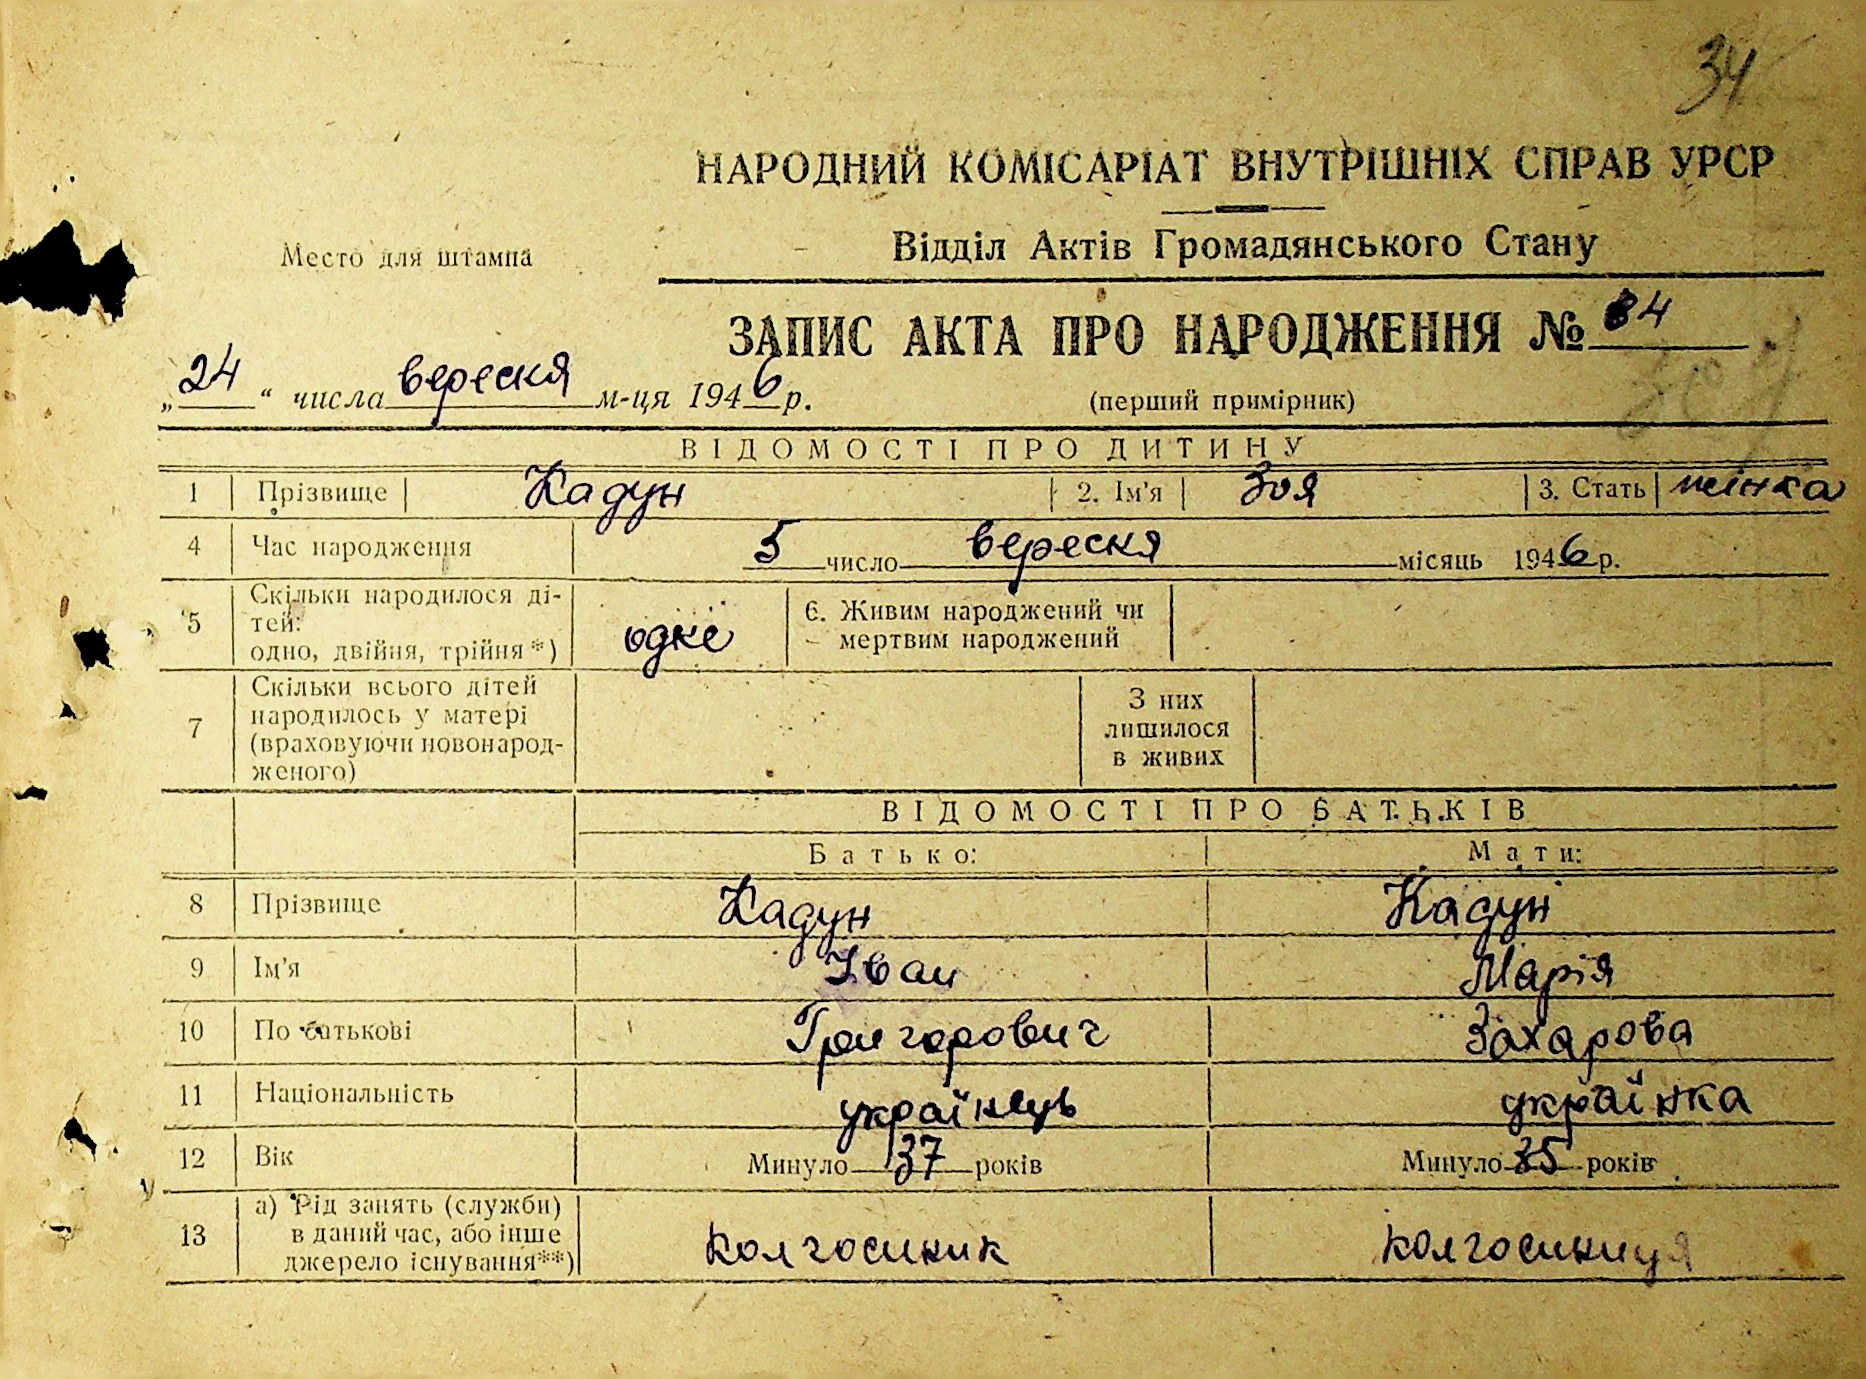 34
НАРОДНИЙ КОМІСАРІАТ ВНУТРІШНІХ СПРАВ УРСР
Место для штампа
Відділ Актів Громадянського Стану
ЗАПИС АКТА ПРО НАРОДЖЕННЯ № 34
„24“ числа вересня м-ця 1946 р.
(перший примірник)
ВІДОМОСТІ ПРО ДИТИНУ
1 Прізвище Кадун 2. Ім'я Зоя 3. Стать жінка
4 Час народження 5 число вересня місяць 1946 р.
5 Скільки народилося ді-
тей:
одно, двійня, трійня*) одне 6. Живим народжений чи
мертвим народжений
7 Скільки всього дітей
народилось у матері
(враховуючи новонарод-
женого) З них
лишилося
в живих
ВІДОМОСТІ ПРО БАТЬКІВ
Батько: Мати:
8 Прізвище Кадун Кадун
9 Ім'я Іван Марія
10 По батькові Григорович Захарова
11 Національність українець українка
12 Вік Минуло 37 років Минуло 35 років
13 а) Рід занять (служби)
в даний час, або інше
джерело існування**) колгоспник колгоспниця